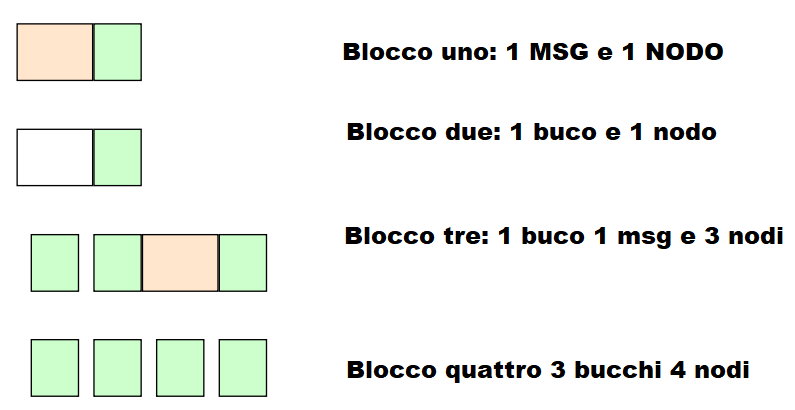 Blocco uno: 1 MSG e 1 NODO
Blocco due: 1 buco e 1 nodo
Blocco tre: 1 buco 1 msg e 3 nodi
Blocco quattro 3 bucchi 4 nodi